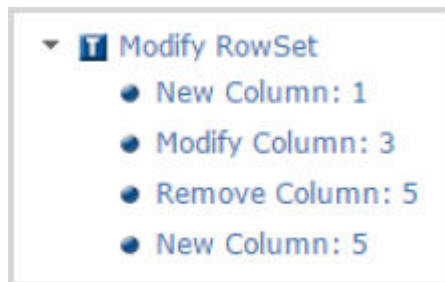 T Modify RowSet
New Column: 1
Modify Column: 3
Remove Column: 5
New Column: 5